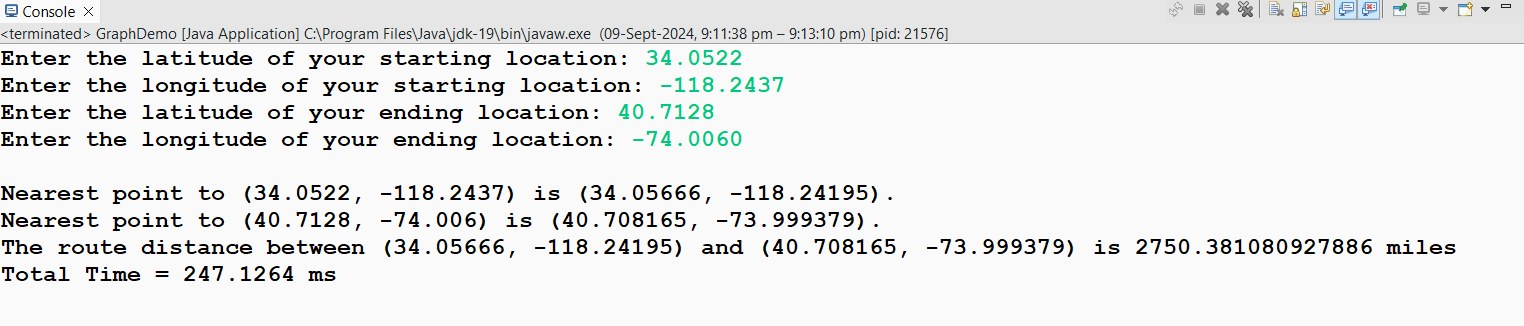 Console
<terminated> GraphDemo [Java Application] C:\Program Files\Java\jdk-19\bin\javaw.exe (09-Sept-2024, 9:11:38 pm – 9:13:10 pm) [pid: 21576]
Enter the latitude of your starting location: 34.0522
Enter the longitude of your starting location: -118.2437
Enter the latitude of your ending location: 40.7128
Enter the longitude of your ending location: -74.0060
Nearest point to (34.0522, -118.2437) is (34.05666, -118.24195).
Nearest point to (40.7128, -74.006) is (40.708165, -73.999379).
The route distance between (34.05666, -118.24195) and (40.708165, -73.999379) is 2750.381080927886 miles
Total Time = 247.1264 ms